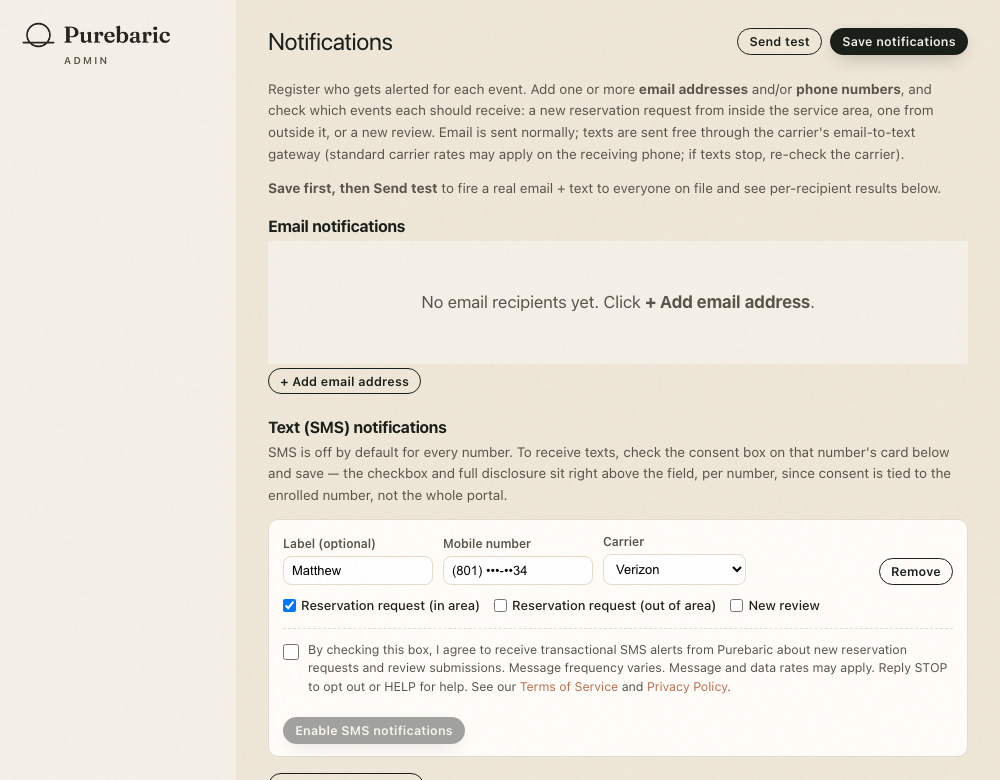 Purebaric
ADMIN
Notifications
Send test
Save notifications
Register who gets alerted for each event. Add one or more email addresses and/or phone numbers, and
check which events each should receive: a new reservation request from inside the service area, one from
outside it, or a new review. Email is sent normally; texts are sent free through the carrier's email-to-text
gateway (standard carrier rates may apply on the receiving phone; if texts stop, re-check the carrier).
Save first, then Send test to fire a real email + text to everyone on file and see per-recipient results below.
Email notifications
No email recipients yet. Click + Add email address.
+ Add email address
Text (SMS) notifications
SMS is off by default for every number. To receive texts, check the consent box on that number's card below
and save — the checkbox and full disclosure sit right above the field, per number, since consent is tied to the
enrolled number, not the whole portal.
Label (optional)
Mobile number
Carrier
Matthew
(801) •••-••34
Verizon
Remove
Reservation request (in area)
Reservation request (out of area)
New review
By checking this box, I agree to receive transactional SMS alerts from Purebaric about new reservation
requests and review submissions. Message frequency varies. Message and data rates may apply. Reply STOP
to opt out or HELP for help. See our Terms of Service and Privacy Policy.
Enable SMS notifications